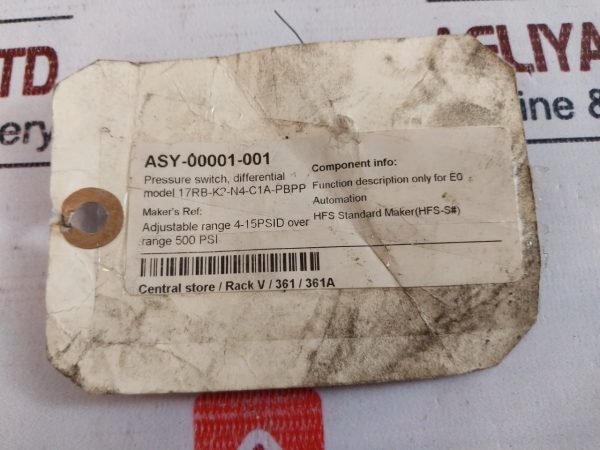 LTD
AELIYA
ery
ine &
ASY-00001-001
Pressure switch, differential
model 17RB-K2-N4-C1A-PBPP
Maker's Ref:
Adjustable range 4-15PSID over
range 500 PSI
Component info:
Function description only for E0
Automation
HFS Standard Maker(HFS-S#)
Central store / Rack V / 361 / 361A